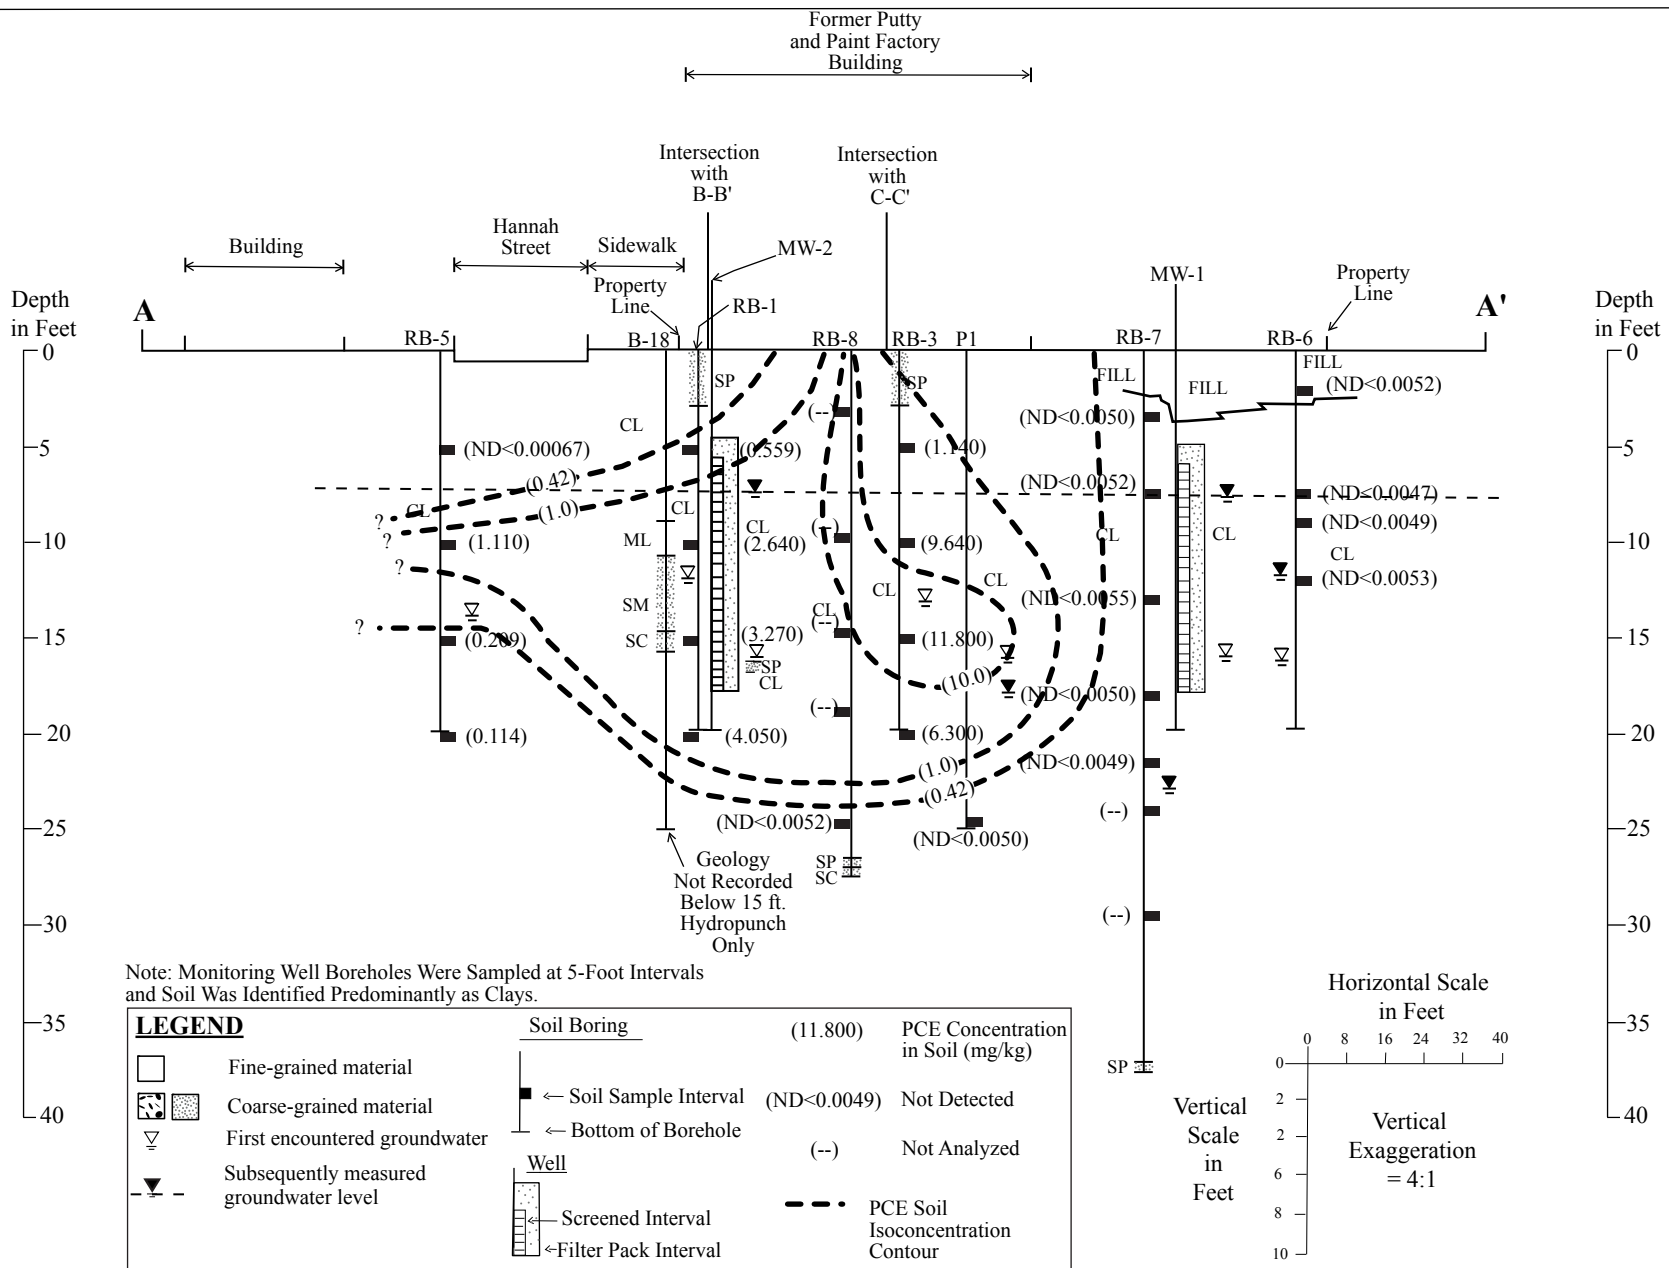 Former Putty
and Paint Factory
Building
Intersection
with
B-B'
Intersection
with
C-C'
Building
Hannah
Street
Sidewalk
MW-2
Property
Line
RB-1
MW-1
Property
Line
Depth
in Feet
A
A'
Depth
in Feet
RB-5
B-18
RB-8
RB-3
P1
RB-7
RB-6
0
5
10
15
20
25
30
35
40
0
5
10
15
20
25
30
35
40
SP
SP
FILL
FILL
FILL
(ND<0.0052)
(--)
(ND<0.0050)
CL
(ND<0.00067)
(0.559)
(1.140)
(0.42)
(ND<0.0052)
(ND<0.0047)
CL
(1.0)
CL
?
?
?
?
CL
(--)
CL
CL
(ND<0.0049)
ML
(1.110)
(2.640)
(9.640)
CL
CL
CL
(ND<0.0053)
SM
CL
(--)
(ND<0.0055)
SC
(0.209)
(3.270)
(11.800)
SP
CL
(10.0)
(ND<0.0050)
(--)
(0.114)
(4.050)
(6.300)
(1.0)
(ND<0.0049)
(0.42)
(ND<0.0052)
(ND<0.0050)
(--)
SP
SC
(--)
SP
Geology
Not Recorded
Below 15 ft.
Hydropunch
Only
Note: Monitoring Well Boreholes Were Sampled at 5-Foot Intervals
and Soil Was Identified Predominantly as Clays.
LEGEND
Fine-grained material
Coarse-grained material
First encountered groundwater
Subsequently measured
groundwater level
Soil Boring
Soil Sample Interval
Bottom of Borehole
Well
Screened Interval
Filter Pack Interval
(11.800)
PCE Concentration
in Soil (mg/kg)
(ND<0.0049)
Not Detected
(--)
Not Analyzed
PCE Soil
Isoconcentration
Contour
Horizontal Scale
in Feet
0 8 16 24 32 40
0
2
2
6
8
10
Vertical
Scale
in
Feet
Vertical
Exaggeration
= 4:1